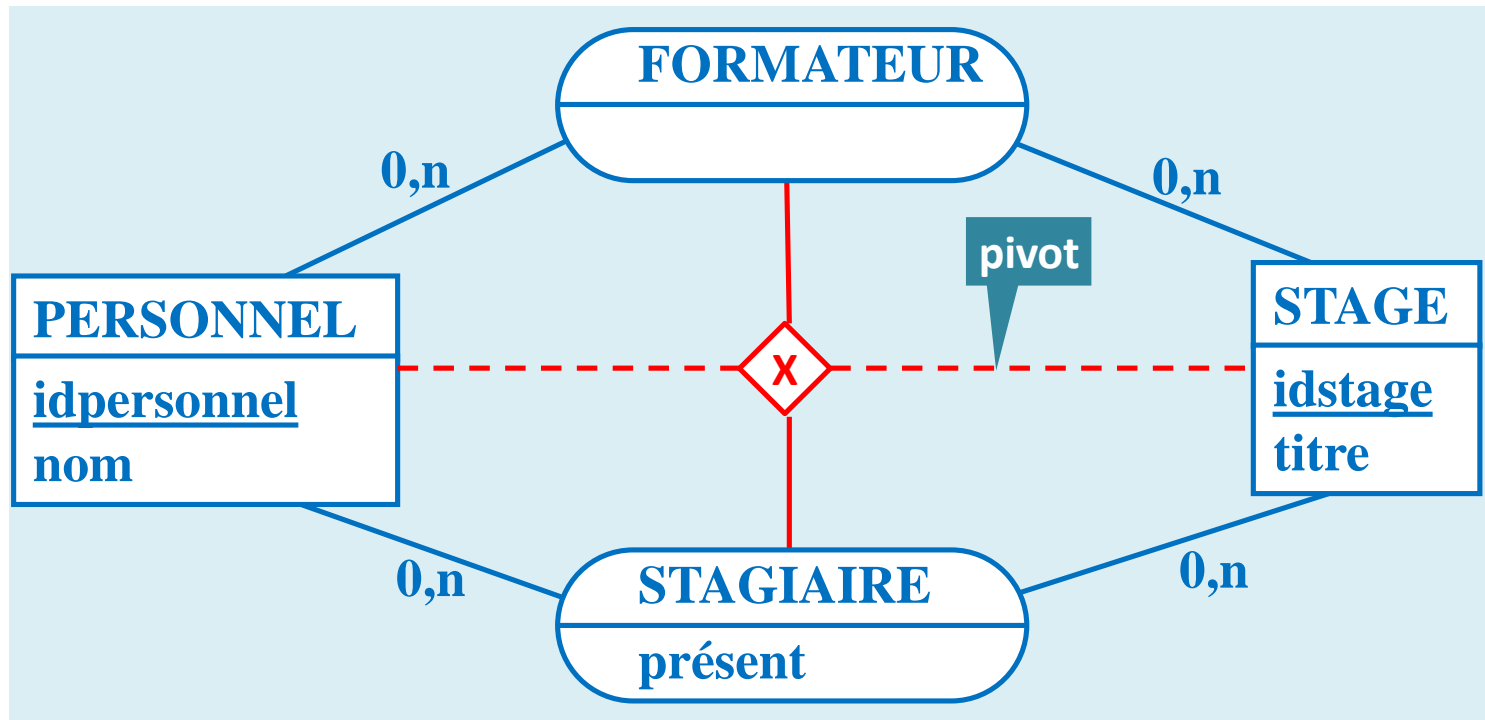 FORMATEUR
0,n
0,n
pivot
PERSONNEL
idpersonnel
nom
X
STAGE
idstage
titre
0,n
0,n
STAGIAIRE
présent